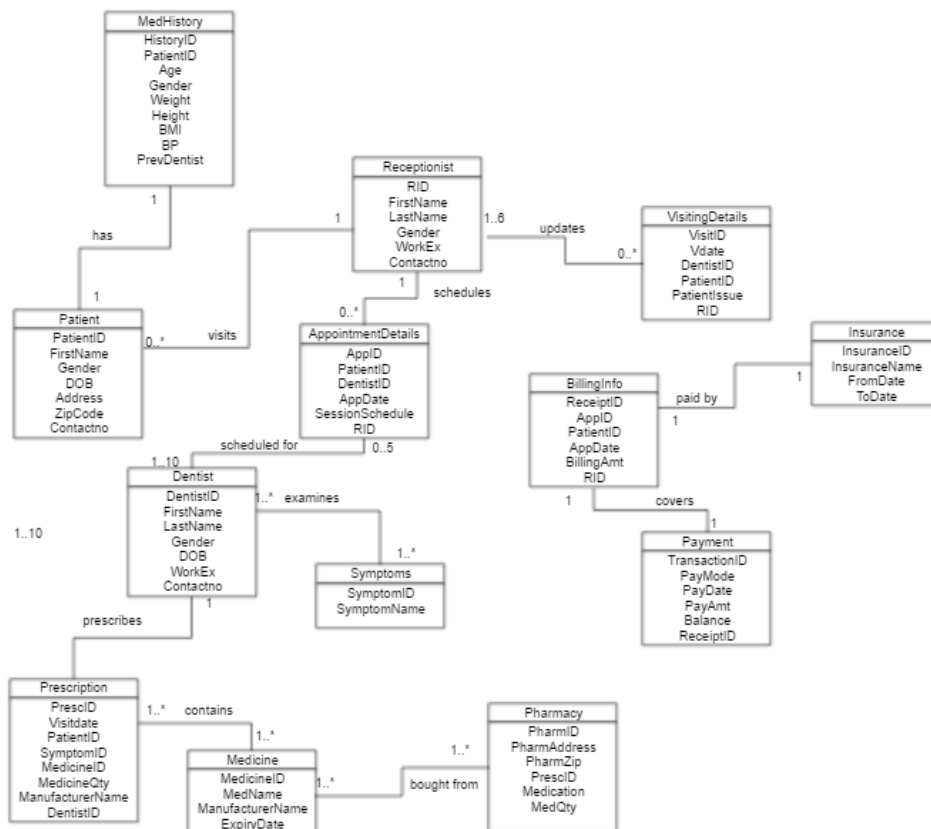 MedHistory
HistoryID
PatientID
Age
Gender
Weight
Height
BMI
BP
PrevDentist
1
has
1
Receptionist
RID
FirstName
LastName
Gender
WorkEx
Contactno
1
1..6
updates
0..*
VisitingDetails
VisitID
Vdate
DentistID
PatientID
PatientIssue
RID
1
schedules
0..*
Patient
PatientID
FirstName
Gender
DOB
Address
ZipCode
Contactno
0..*
visits
AppointmentDetails
AppID
PatientID
DentistID
AppDate
SessionSchedule
RID
Insurance
InsuranceID
InsuranceName
FromDate
ToDate
1
paid by
1
BillingInfo
ReceiptID
AppID
PatientID
AppDate
BillingAmt
RID
scheduled for
0..5
1..10
Dentist
DentistID
FirstName
LastName
Gender
DOB
WorkEx
Contactno
1..*
examines
1..*
1
covers
1
1..10
Symptoms
SymptomID
SymptomName
Payment
TransactionID
PayMode
PayDate
PayAmt
Balance
ReceiptID
1
prescribes
Prescription
PrescID
Visitdate
PatientID
SymptomID
MedicineID
MedicineQty
ManufacturerName
DentistID
1..*
contains
1..*
Medicine
MedicineID
MedName
ManufacturerName
ExpiryDate
1..*
bought from
1..*
Pharmacy
PharmID
PharmAddress
PharmZip
PrescID
Medication
MedQty